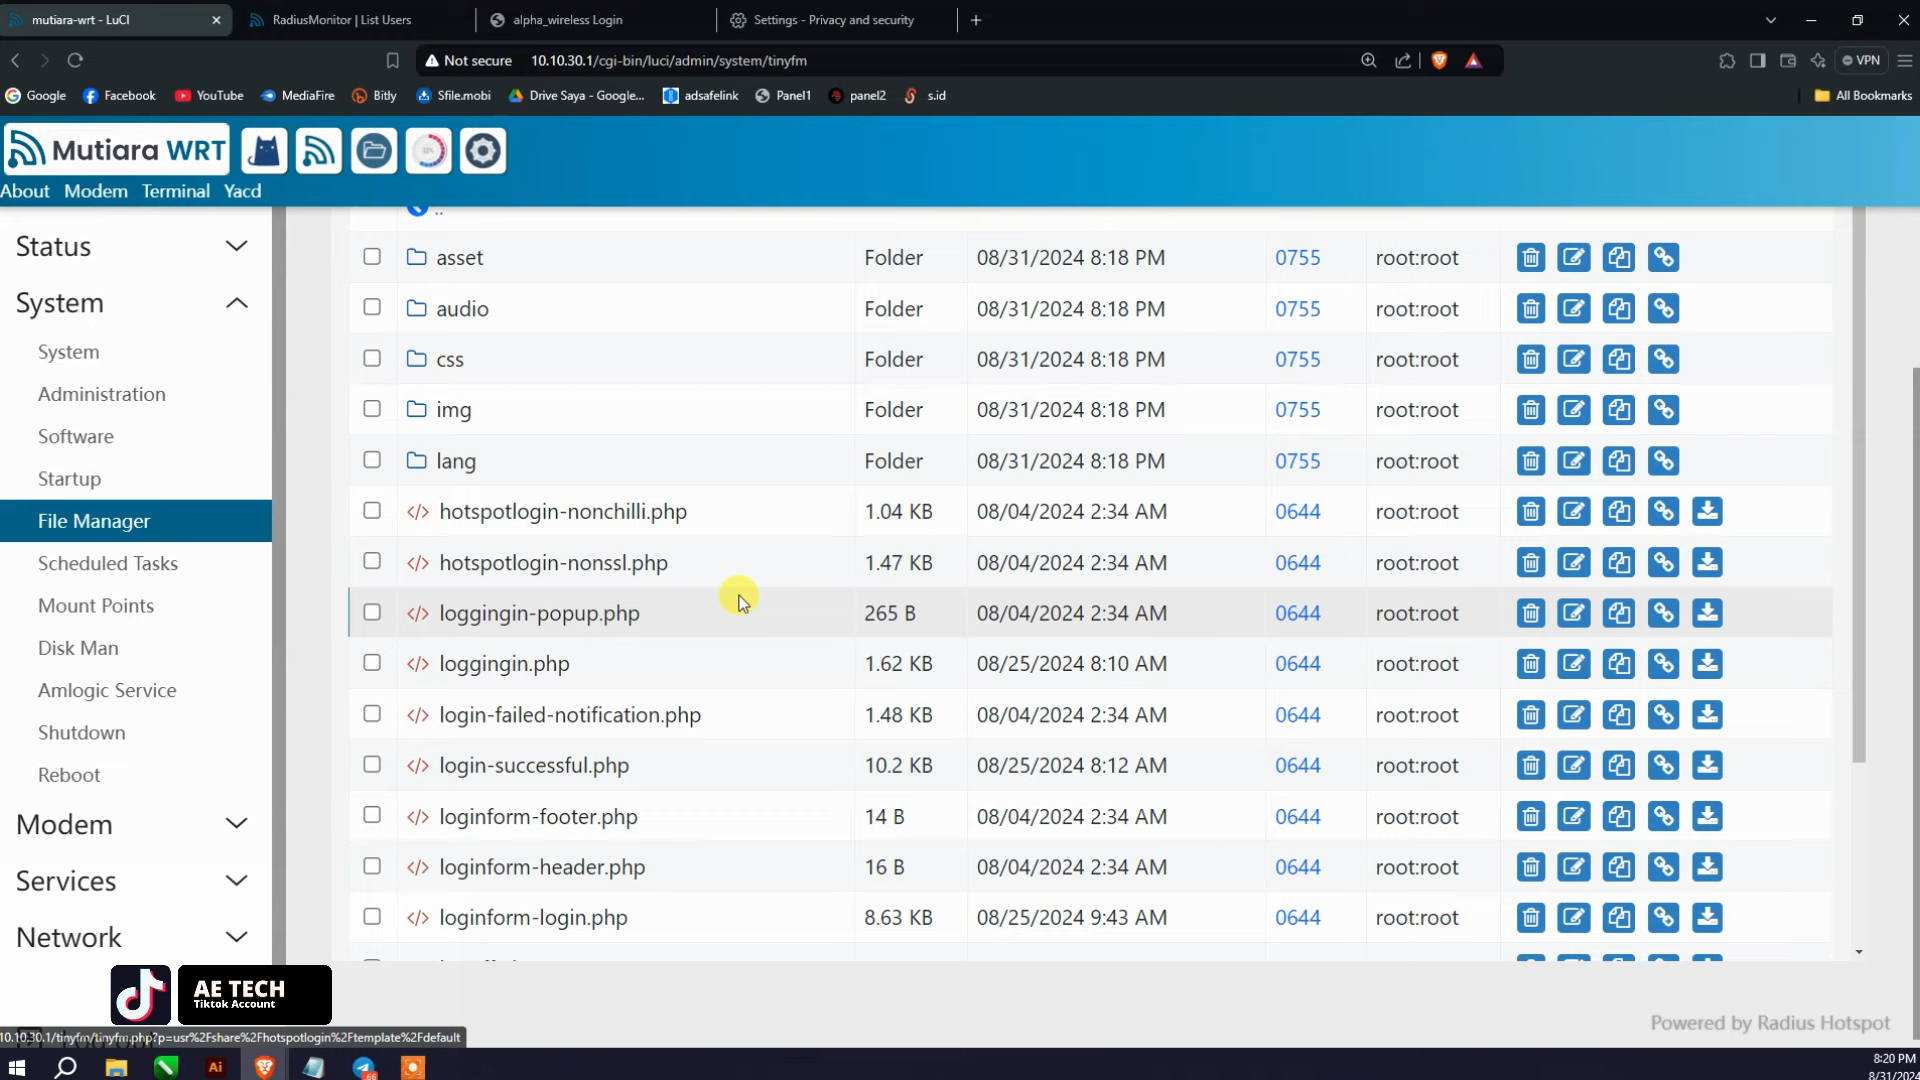 mutiara-wrt - LuCI
RadiusMonitor | List Users
alpha_wireless Login
Settings - Privacy and security
Not secure
10.10.30.1/cgi-bin/luci/admin/system/tinyfm
VPN
Google
Facebook
YouTube
MediaFire
Bitly
Sfile.mobi
Drive Saya - Google...
adsafelink
Panel1
panel2
s.id
All Bookmarks
Mutiara WRT
About Modem Terminal Yacd
Status
System
System
Administration
Software
Startup
File Manager
Scheduled Tasks
Mount Points
Disk Man
Amlogic Service
Shutdown
Reboot
Modem
Services
Network
..
asset Folder 08/31/2024 8:18 PM 0755 root:root
audio Folder 08/31/2024 8:18 PM 0755 root:root
css Folder 08/31/2024 8:18 PM 0755 root:root
img Folder 08/31/2024 8:18 PM 0755 root:root
lang Folder 08/31/2024 8:18 PM 0755 root:root
hotspotlogin-nonchilli.php 1.04 KB 08/04/2024 2:34 AM 0644 root:root
hotspotlogin-nonssl.php 1.47 KB 08/04/2024 2:34 AM 0644 root:root
loggingin-popup.php 265 B 08/04/2024 2:34 AM 0644 root:root
loggingin.php 1.62 KB 08/25/2024 8:10 AM 0644 root:root
login-failed-notification.php 1.48 KB 08/04/2024 2:34 AM 0644 root:root
login-successful.php 10.2 KB 08/25/2024 8:12 AM 0644 root:root
loginform-footer.php 14 B 08/04/2024 2:34 AM 0644 root:root
loginform-header.php 16 B 08/04/2024 2:34 AM 0644 root:root
loginform-login.php 8.63 KB 08/25/2024 9:43 AM 0644 root:root
AE TECH
Tiktok Account
Powered by Radius Hotspot
10.10.30.1/tinyfm/tinyfm.php?p=usr%2Fshare%2Fhotspotlogin%2Ftemplate%2Fdefault
Ai
66
8:20 PM
8/31/2024